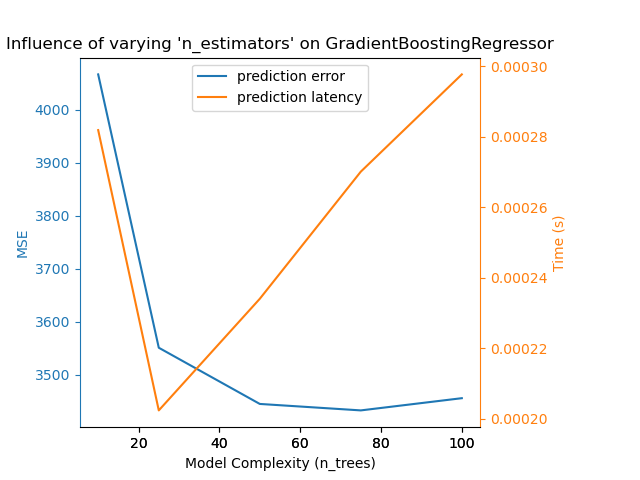 Influence of varying 'n_estimators' on GradientBoostingRegressor
prediction error
prediction latency
4000
3900
3800
3700
3600
3500
MSE
0.00030
0.00028
0.00026
0.00024
0.00022
0.00020
Time (s)
20 40 60 80 100
Model Complexity (n_trees)